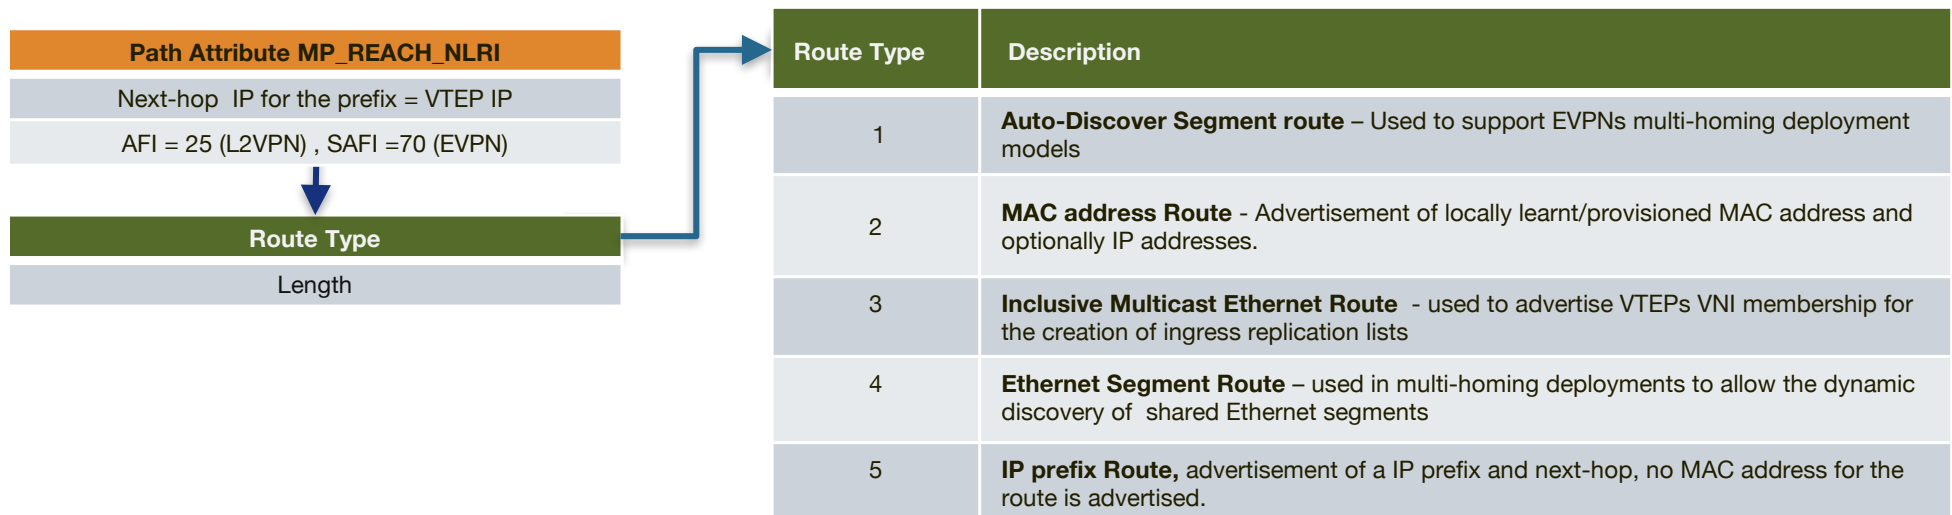 Path Attribute MP_REACH_NLRI
Next-hop IP for the prefix = VTEP IP
AFI = 25 (L2VPN) , SAFI =70 (EVPN)
Route Type
Length
Route Type Description
1 Auto-Discover Segment route – Used to support EVPNs multi-homing deployment
models
2 MAC address Route - Advertisement of locally learnt/provisioned MAC address and
optionally IP addresses.
3 Inclusive Multicast Ethernet Route - used to advertise VTEPs VNI membership for
the creation of ingress replication lists
4 Ethernet Segment Route – used in multi-homing deployments to allow the dynamic
discovery of shared Ethernet segments
5 IP prefix Route, advertisement of a IP prefix and next-hop, no MAC address for the
route is advertised.